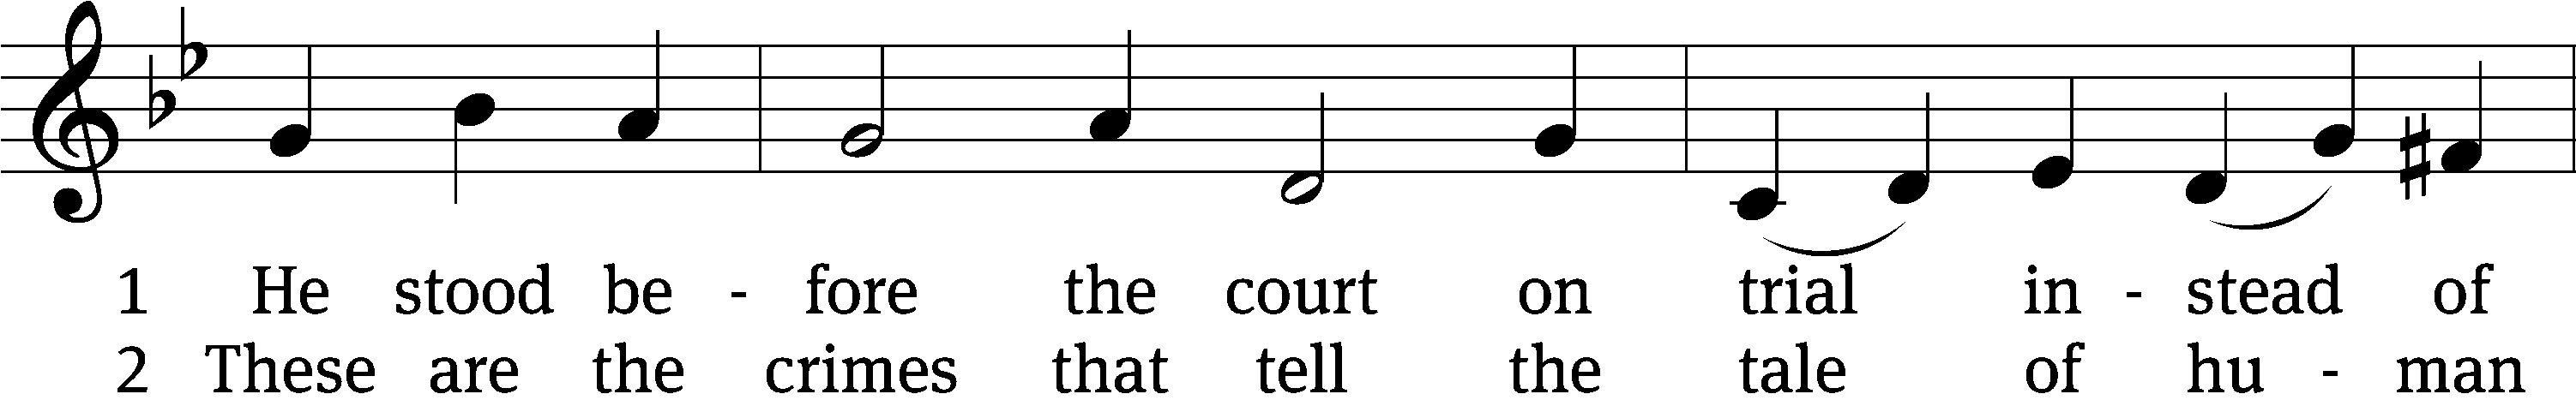 1 He stood be - fore the court on trial in - stead of
2 These are the crimes that tell the tale of hu - man